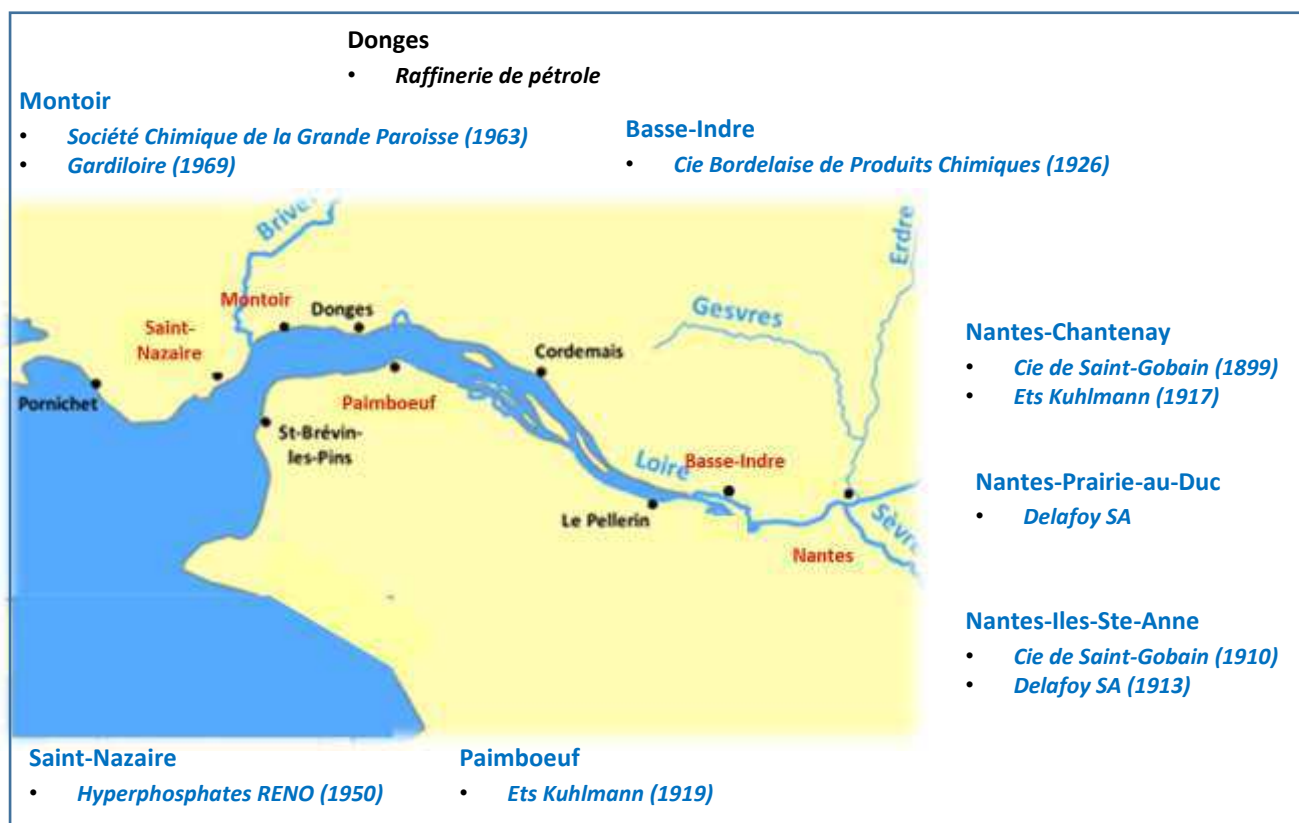 Donges
• Raffinerie de pétrole
Montoir
• Société Chimique de la Grande Paroisse (1963)
• Gardiloire (1969)
Basse-Indre
• Cie Bordelaise de Produits Chimiques (1926)
Brivet
Erdre
Gesvres
Montoir
Donges
Saint-
Nazaire
Cordemais
Pornichet
Paimboeuf
St-Brévin-
les-Pins
Loire
Basse-Indre
Le Pellerin
Sèvre
Nantes
Nantes-Chantenay
• Cie de Saint-Gobain (1899)
• Ets Kuhlmann (1917)
Nantes-Prairie-au-Duc
• Delafoy SA
Nantes-Iles-Ste-Anne
• Cie de Saint-Gobain (1910)
• Delafoy SA (1913)
Saint-Nazaire
• Hyperphosphates RENO (1950)
Paimboeuf
• Ets Kuhlmann (1919)